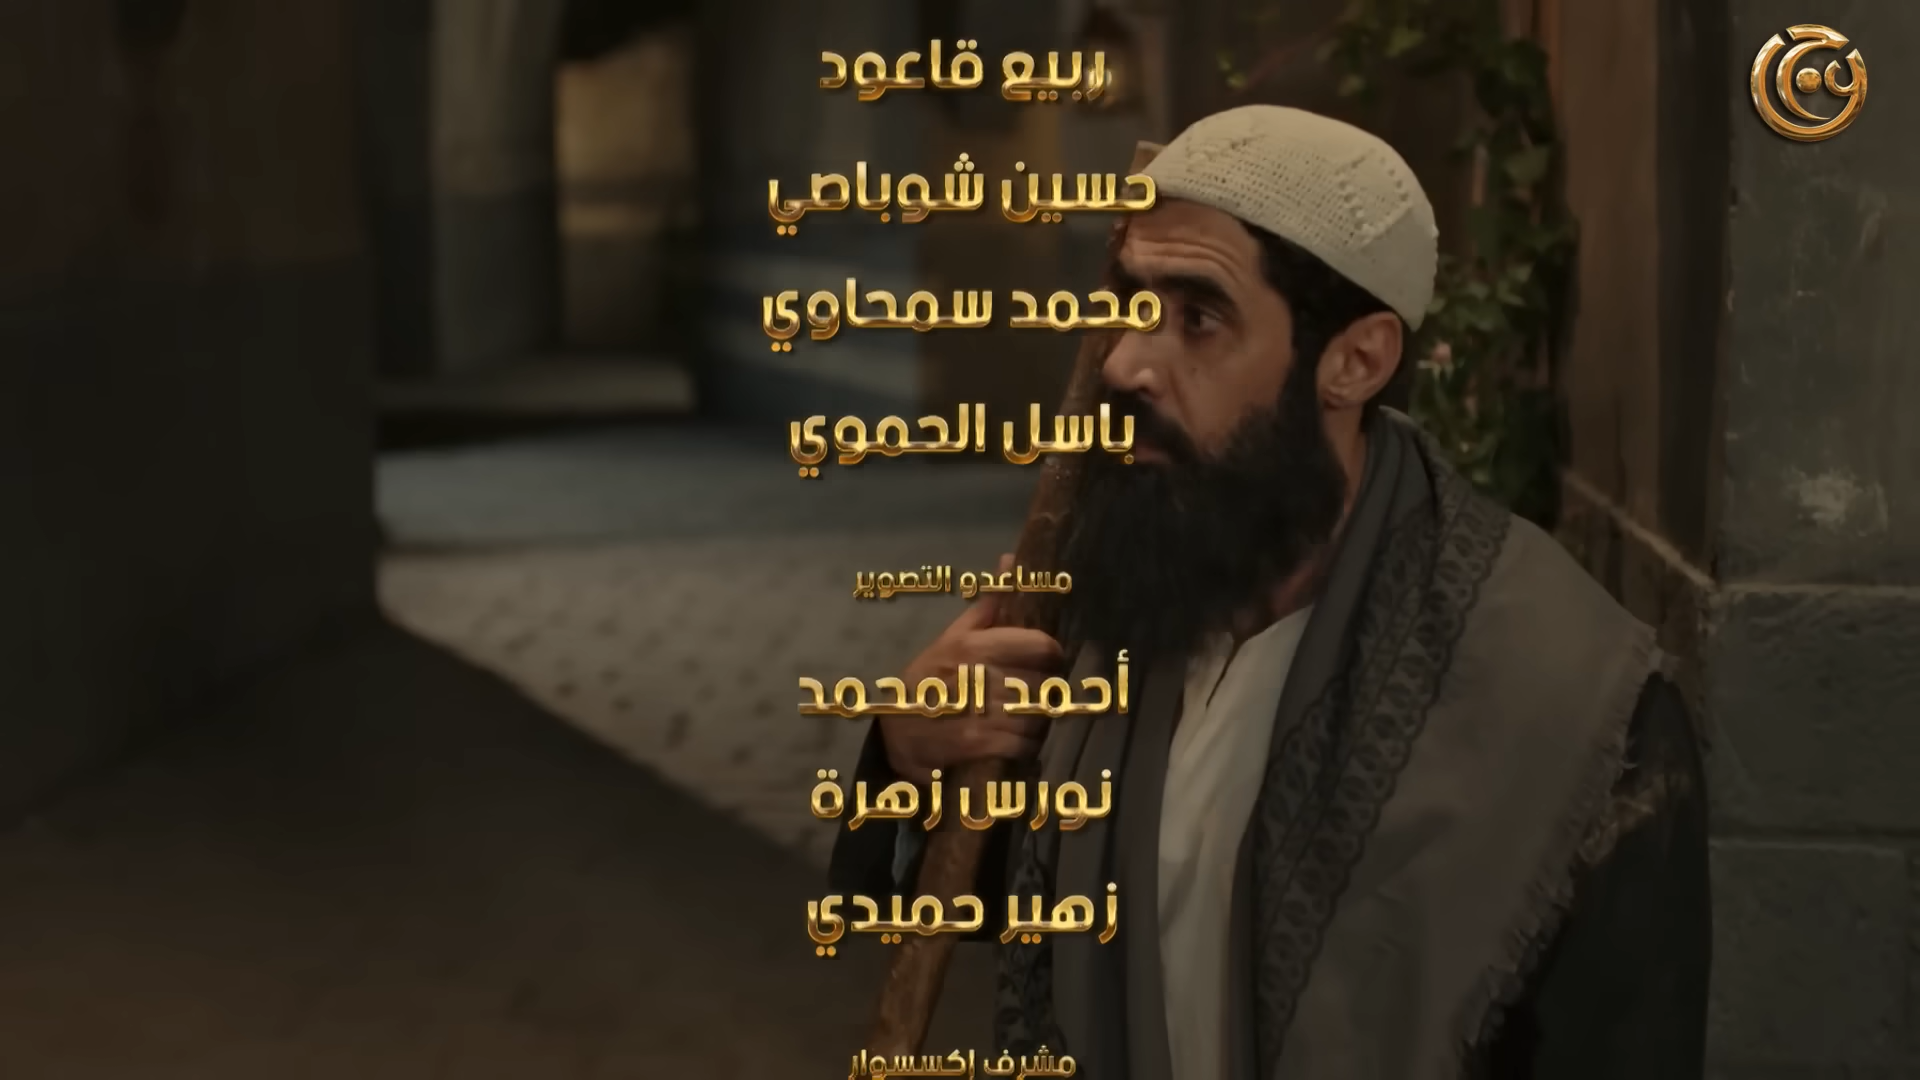 ربيع قاعود
حسين شوباصي
محمد سمحاوي
باسل الحموي
مساعدو التصوير
أحمد المحمد
نورس زهرة
زهير حميدي
مشرف إكسسوار